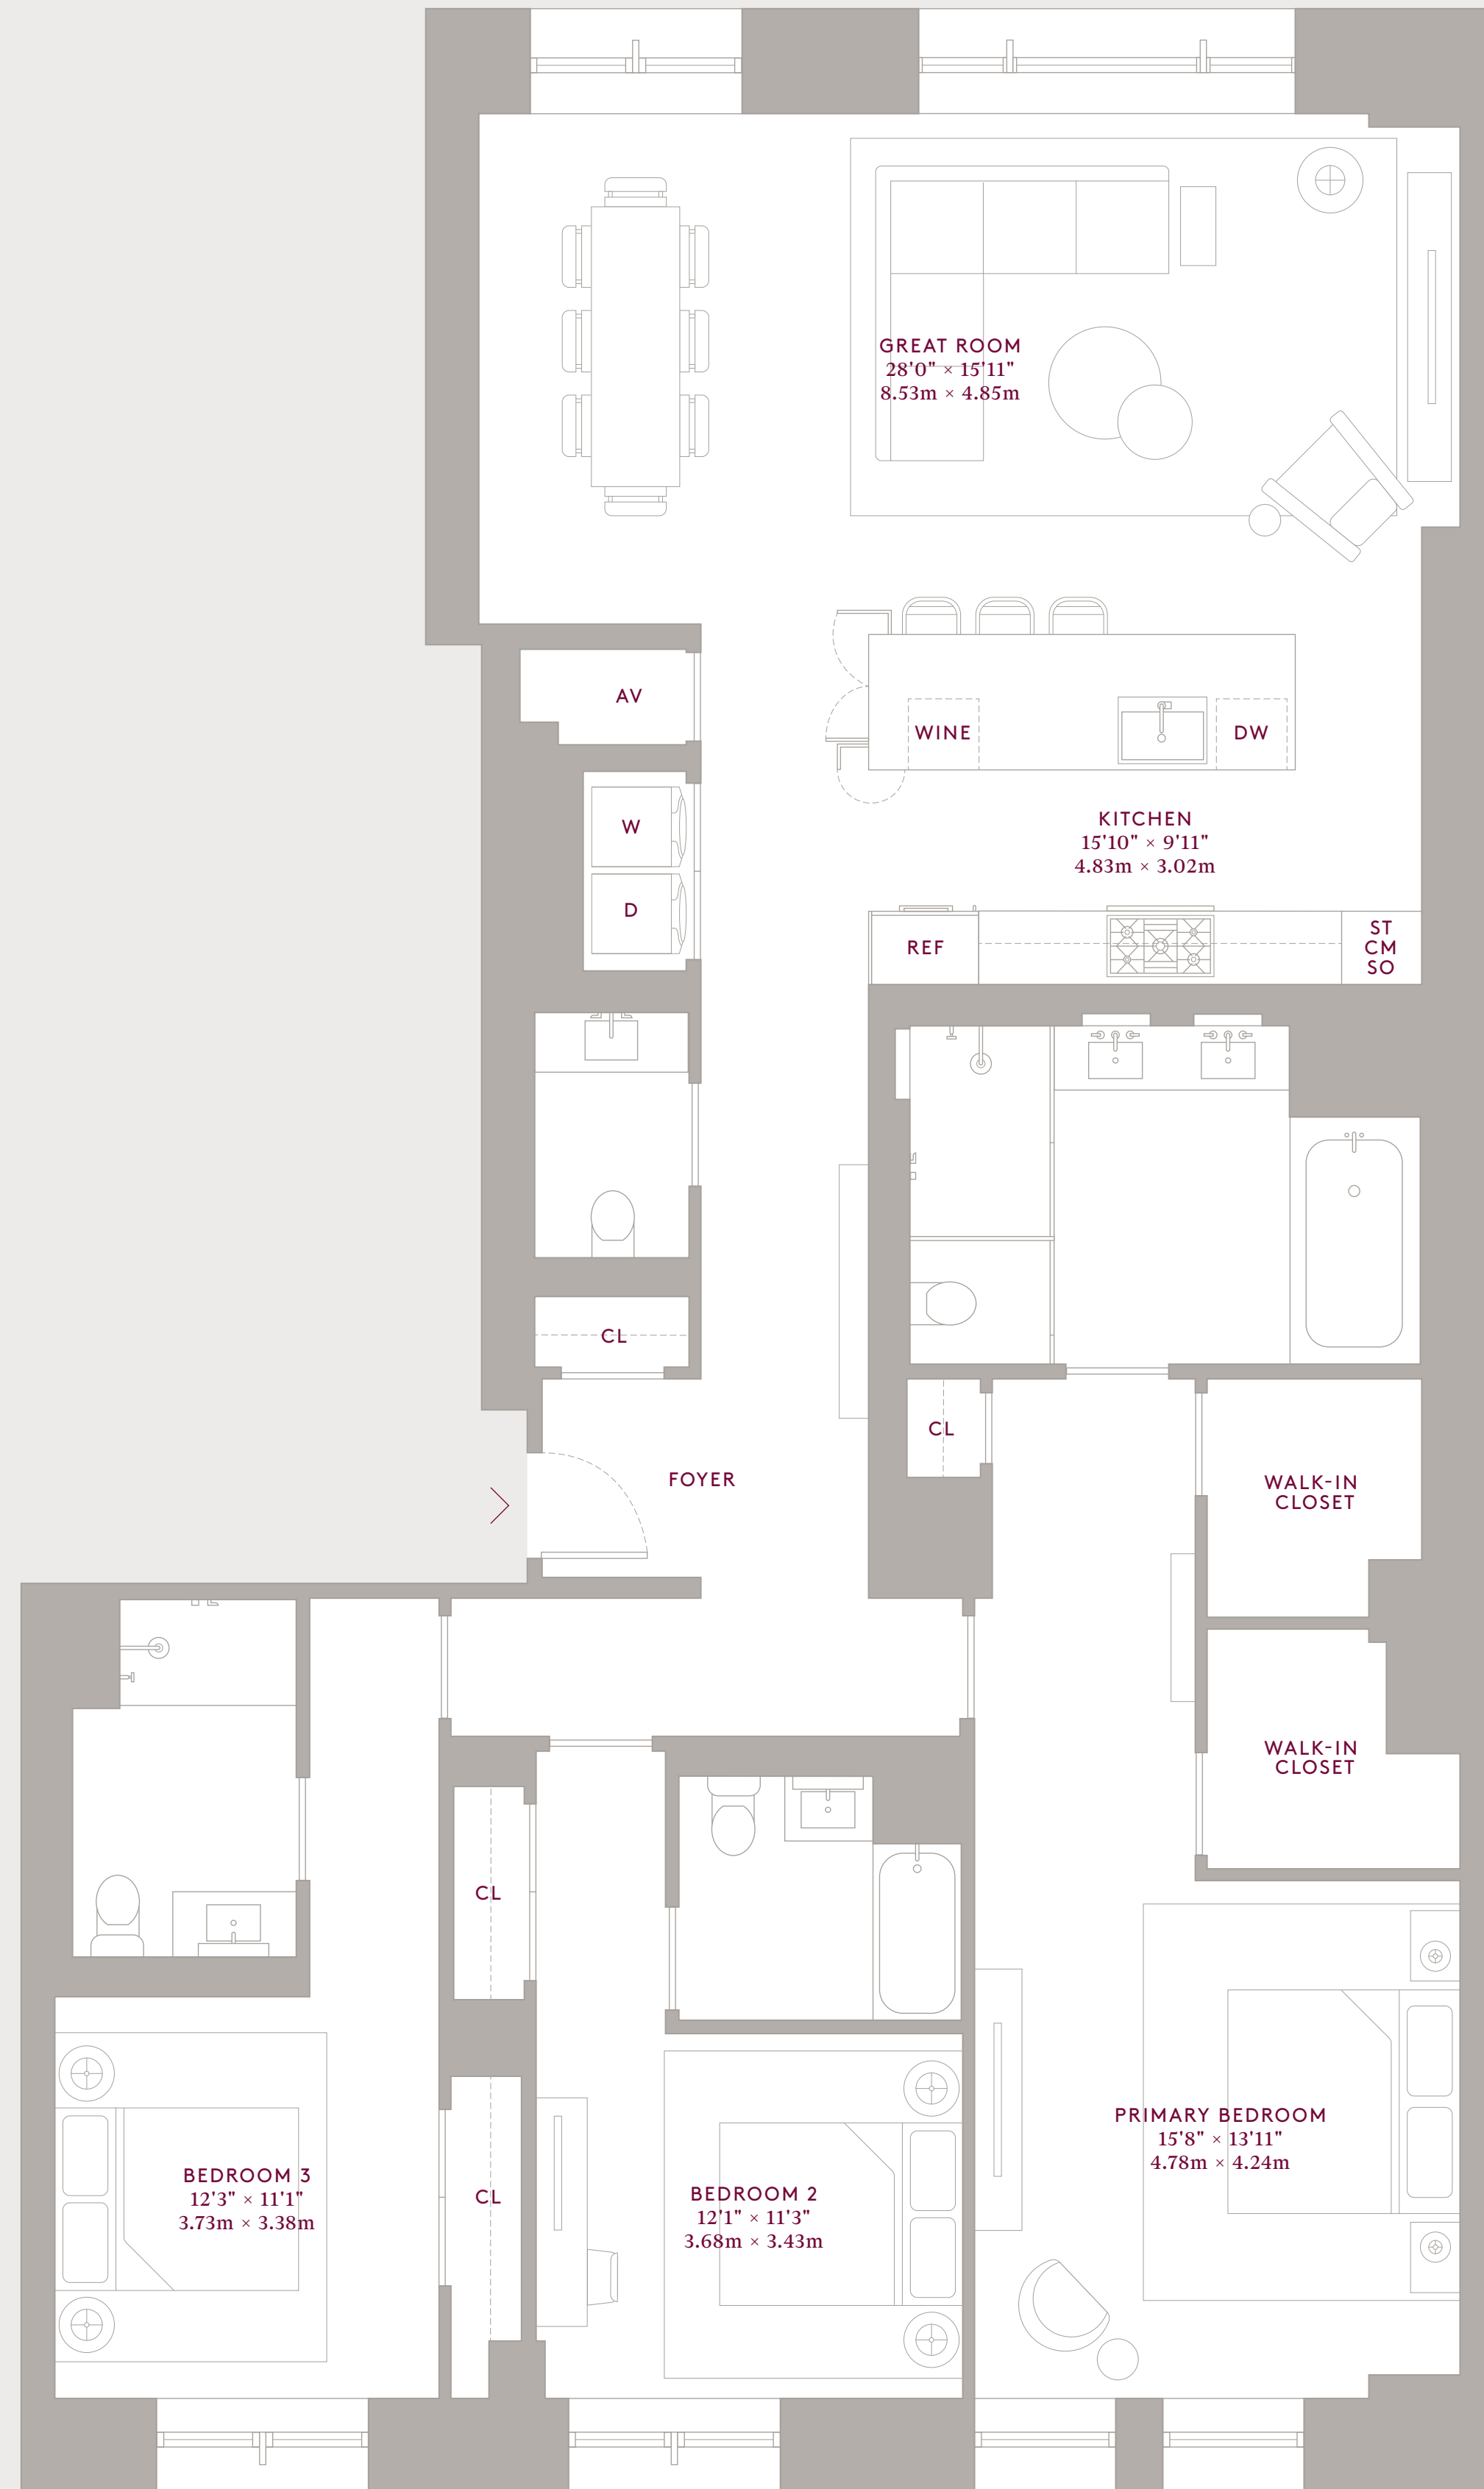 GREAT ROOM
28'0" × 15'11"
8.53m × 4.85m
AV
WINE
DW
W
KITCHEN
15'10" × 9'11"
4.83m × 3.02m
D
REF
ST
CM
SO
CL
CL
FOYER
WALK-IN
CLOSET
WALK-IN
CLOSET
CL
PRIMARY BEDROOM
15'8" × 13'11"
4.78m × 4.24m
BEDROOM 3
12'3" × 11'1"
3.73m × 3.38m
CL
BEDROOM 2
12'1" × 11'3"
3.68m × 3.43m